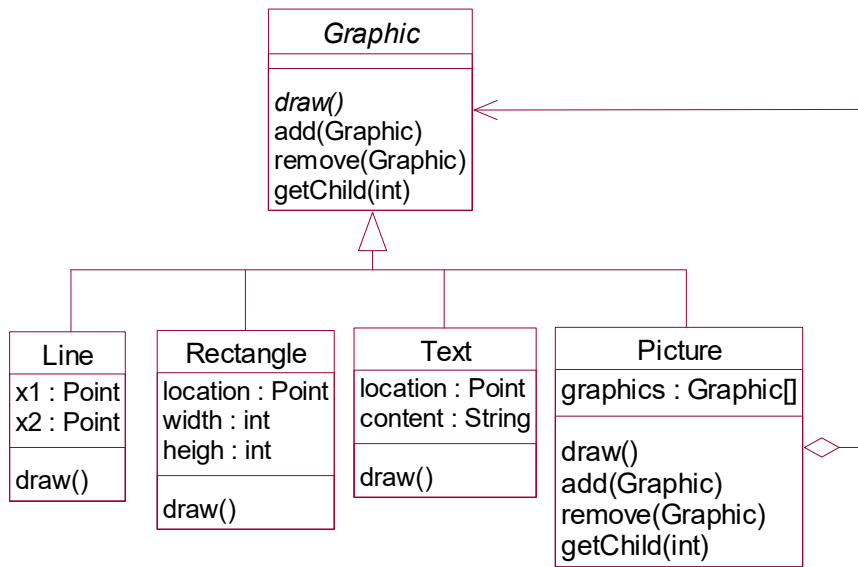 Graphic
draw()
add(Graphic)
remove(Graphic)
getChild(int)
Line
x1 : Point
x2 : Point
draw()
Rectangle
location : Point
width : int
heigh : int
draw()
Text
location : Point
content : String
draw()
Picture
graphics : Graphic[]
draw()
add(Graphic)
remove(Graphic)
getChild(int)